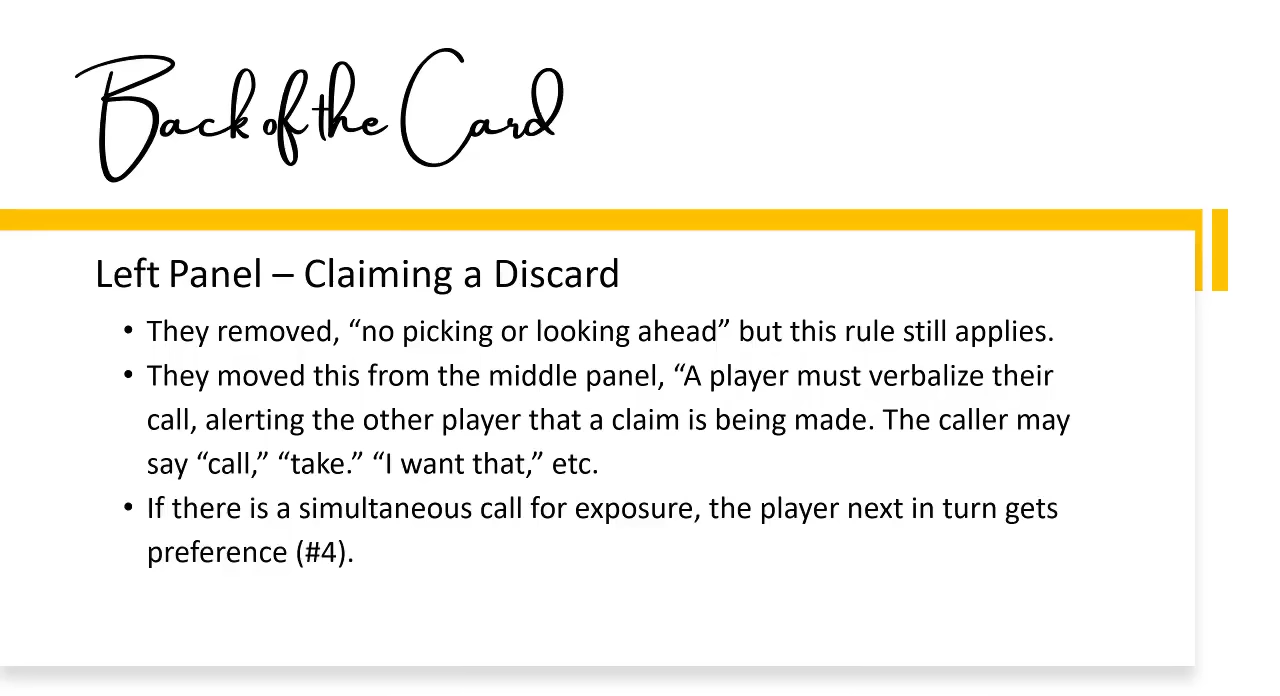 Back of the Card
Left Panel – Claiming a Discard
• They removed, “no picking or looking ahead” but this rule still applies.
• They moved this from the middle panel, “A player must verbalize their
call, alerting the other player that a claim is being made. The caller may
say “call,” “take.” “I want that,” etc.
• If there is a simultaneous call for exposure, the player next in turn gets
preference (#4).